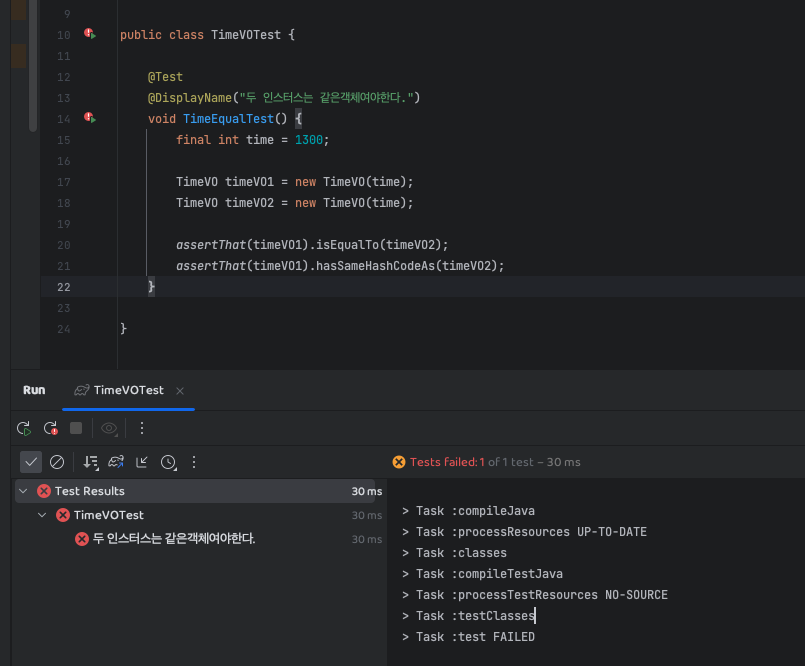 9
10 public class TimeVOTest {
11
12 @Test
13 @DisplayName("두 인스터스는 같은객체여야한다.")
14 void TimeEqualTest() {
15 final int time = 1300;
16
17 TimeVO timeVO1 = new TimeVO(time);
18 TimeVO timeVO2 = new TimeVO(time);
19
20 assertThat(timeVO1).isEqualTo(timeVO2);
21 assertThat(timeVO1).hasSameHashCodeAs(timeVO2);
22 }
23
24 }
Run TimeVOTest
Tests failed: 1 of 1 test – 30 ms
Test Results 30 ms
TimeVOTest 30 ms
두 인스터스는 같은객체여야한다. 30 ms
> Task :compileJava
> Task :processResources UP-TO-DATE
> Task :classes
> Task :compileTestJava
> Task :processTestResources NO-SOURCE
> Task :testClasses
> Task :test FAILED